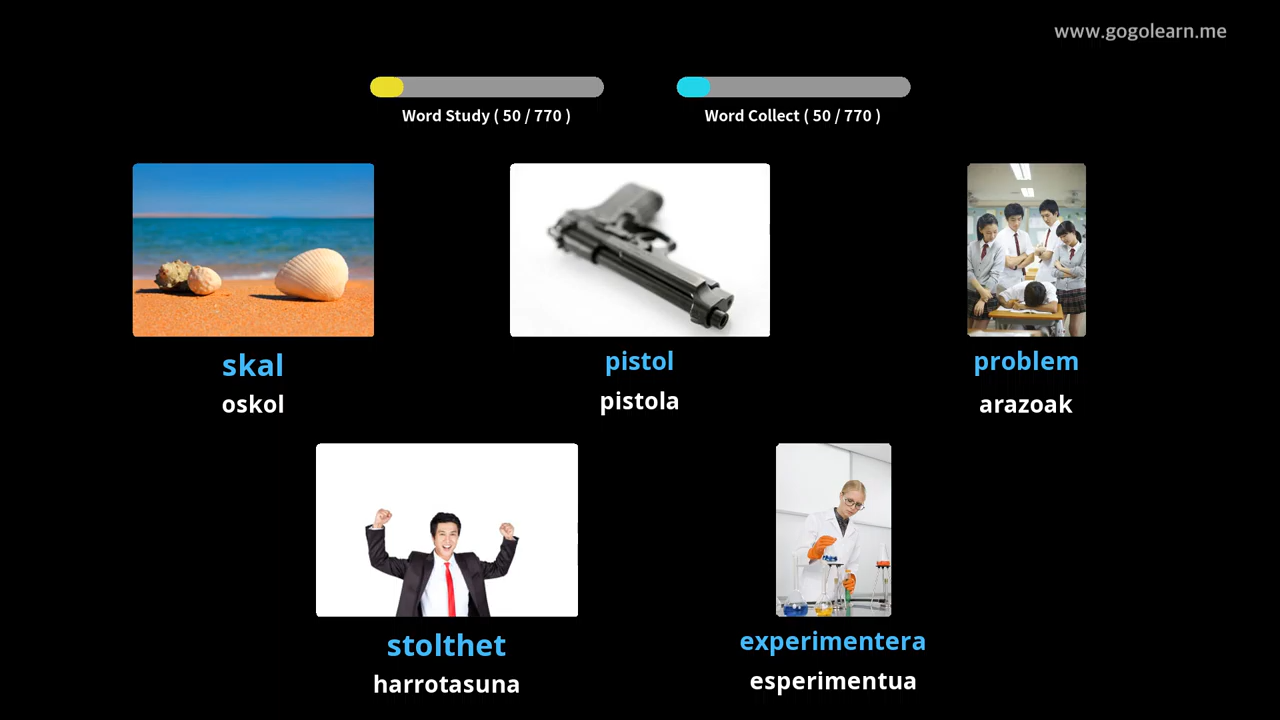 www.gogolearn.me
Word Study ( 50 / 770 )
Word Collect ( 50 / 770 )
skal
oskol
pistol
pistola
problem
arazoak
stolthet
harrotasuna
experimentera
esperimentua